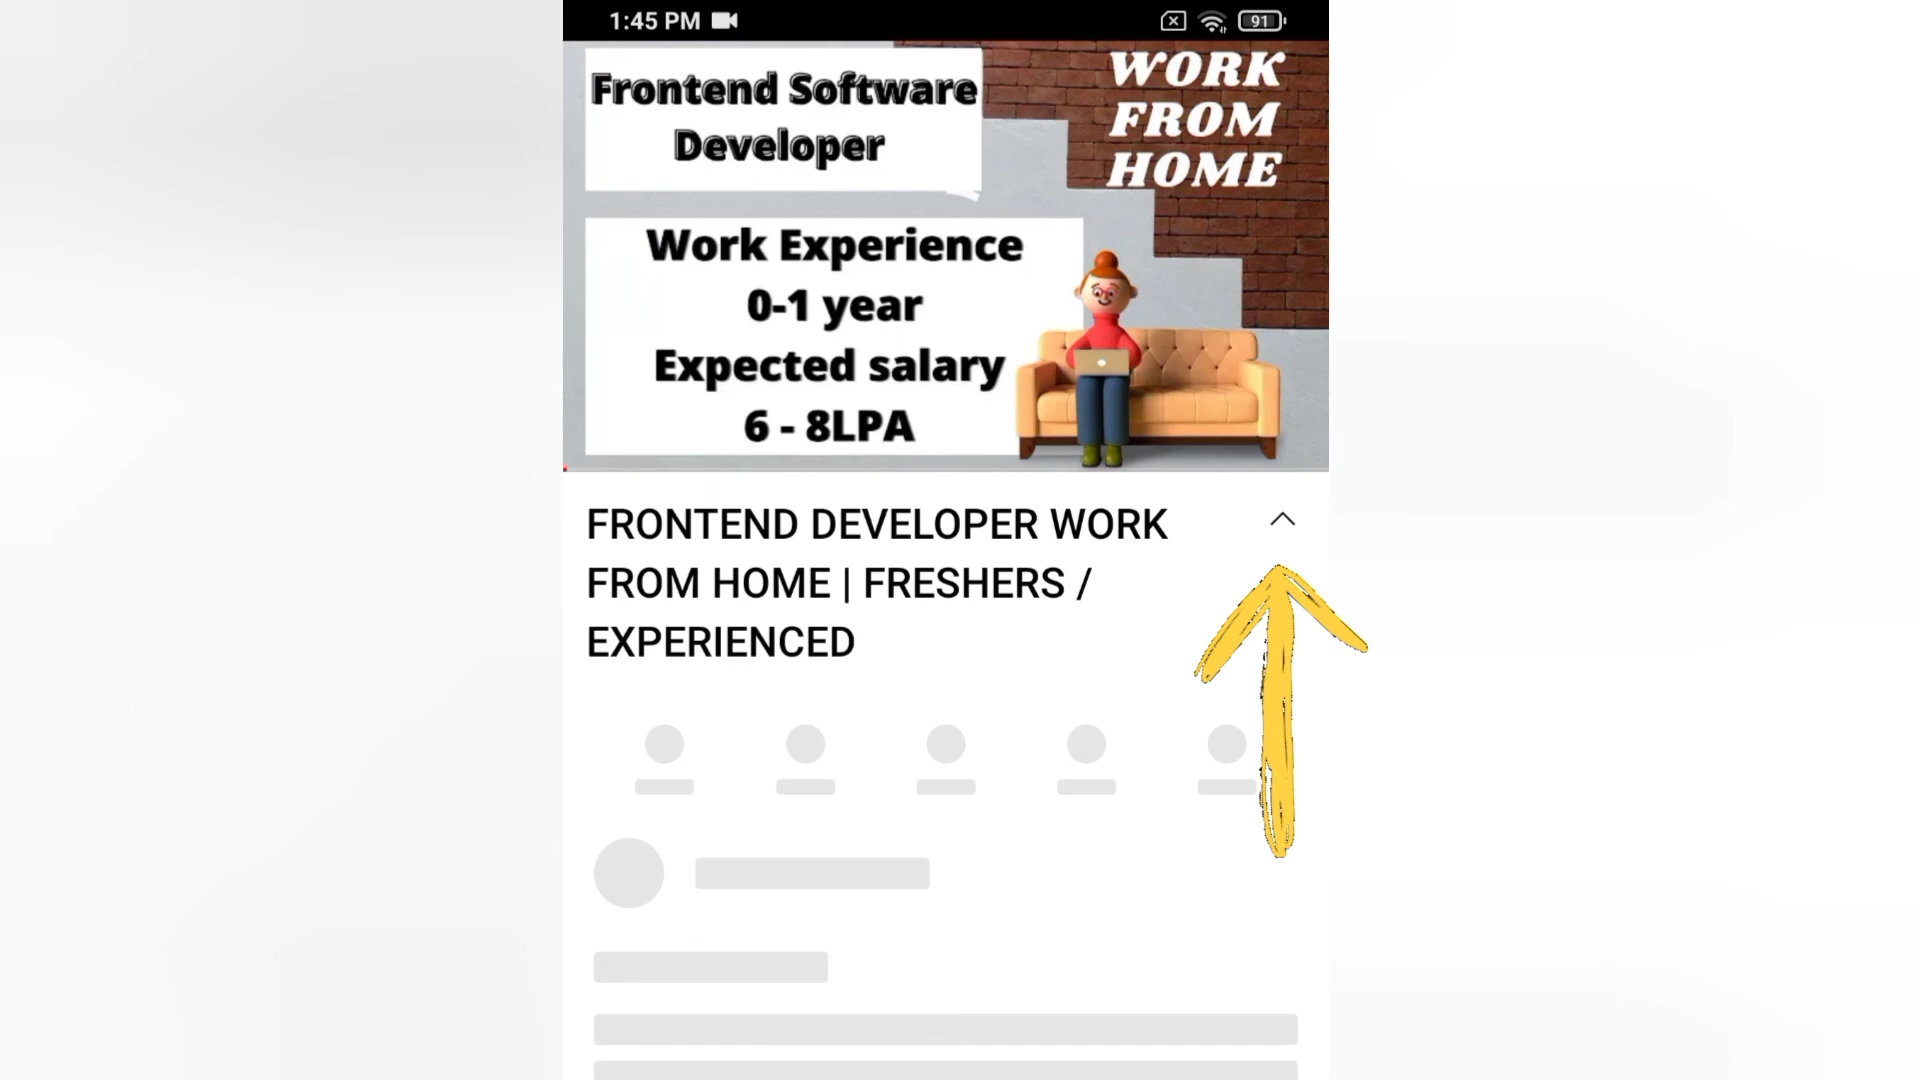 1:45 PM
91
Frontend Software
Developer
WORK
FROM
HOME
Work Experience
0-1 year
Expected salary
6 - 8LPA
FRONTEND DEVELOPER WORK
FROM HOME | FRESHERS /
EXPERIENCED